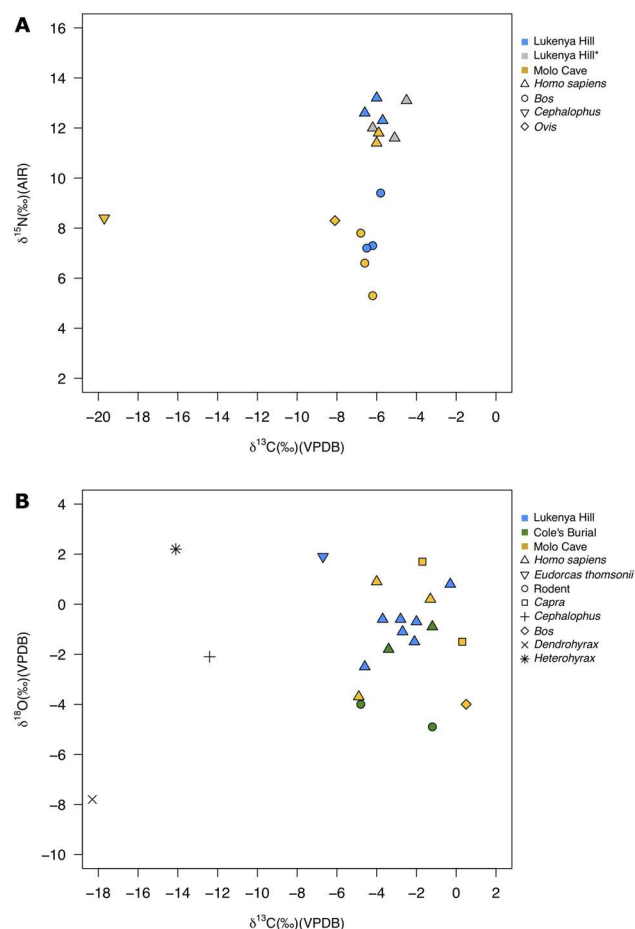 A
16
14
12
10
8
6
4
2
δ15N(‰)(AIR)
−20 −18 −16 −14 −12 −10 −8 −6 −4 −2 0
δ13C(‰)(VPDB)
Lukenya Hill
Lukenya Hill*
Molo Cave
Homo sapiens
Bos
Cephalophus
Ovis
B
4
2
0
−2
−4
−6
−8
−10
δ18O(‰)(VPDB)
−18 −16 −14 −12 −10 −8 −6 −4 −2 0 2
δ13C(‰)(VPDB)
Lukenya Hill
Cole's Burial
Molo Cave
Homo sapiens
Eudorcas thomsonii
Rodent
Capra
Cephalophus
Bos
Dendrohyrax
Heterohyrax